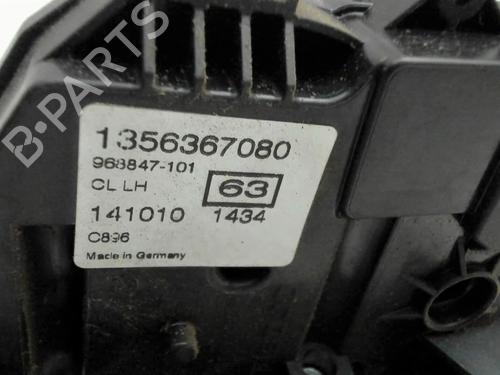 B-PARTS
1356367080
968847-101
CL LH 63
141010 1434
C896
Made in Germany